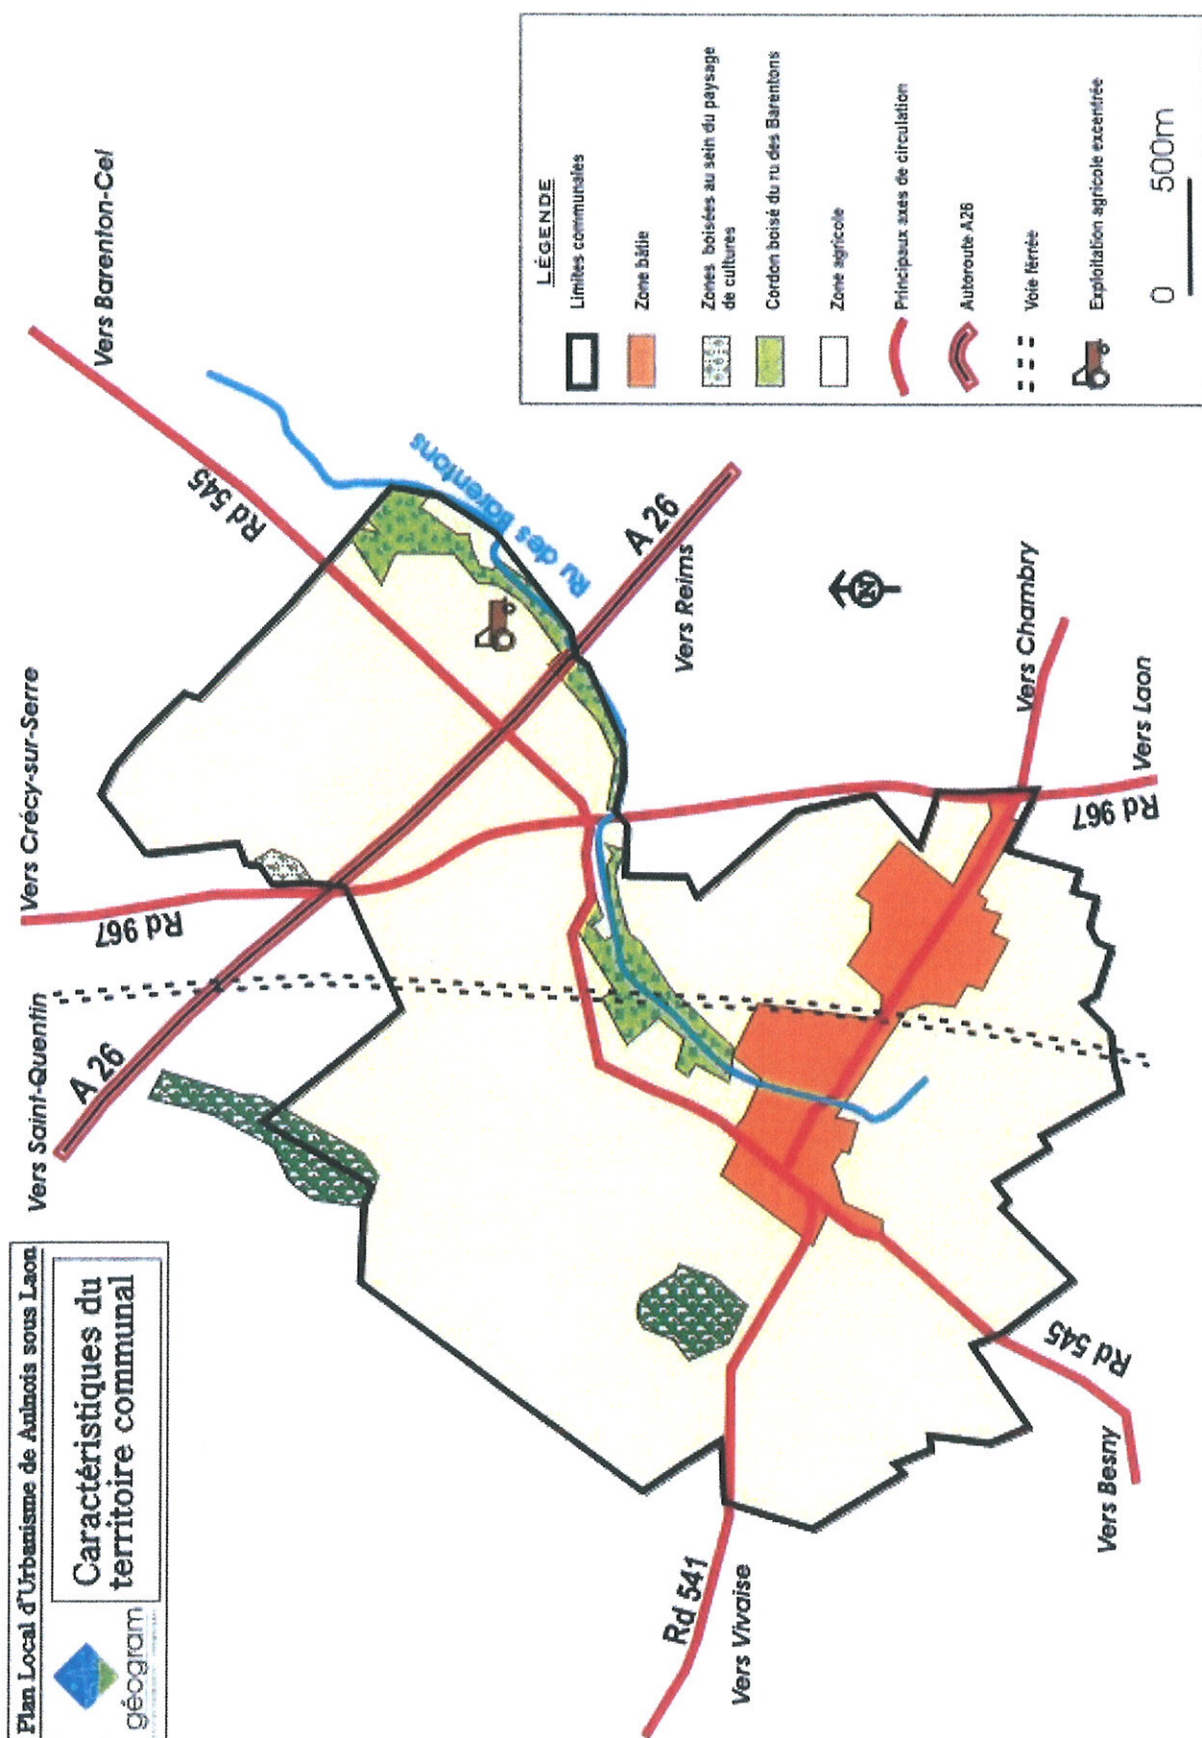 Plan Local d'Urbanisme de Aulnois sous Laon
Caractéristiques du
territoire communal
géogram
Vers Saint-Quentin
A 26
Vers Crécy-sur-Serre
Rd 967
Vers Barenton-Cel
Rd 545
Ru des Barentons
A 26
Vers Reims
N
Vers Chambry
Vers Laon
Rd 967
Rd 541
Vers Vivaise
Rd 545
Vers Besny
LÉGENDE
Limites communales
Zone bâtie
Zones boisées au sein du paysage
de cultures
Cordon boisé du ru des Barentons
Zone agricole
Principaux axes de circulation
Autoroute A26
Voie férrée
Exploitation agricole excentrée
0 500m